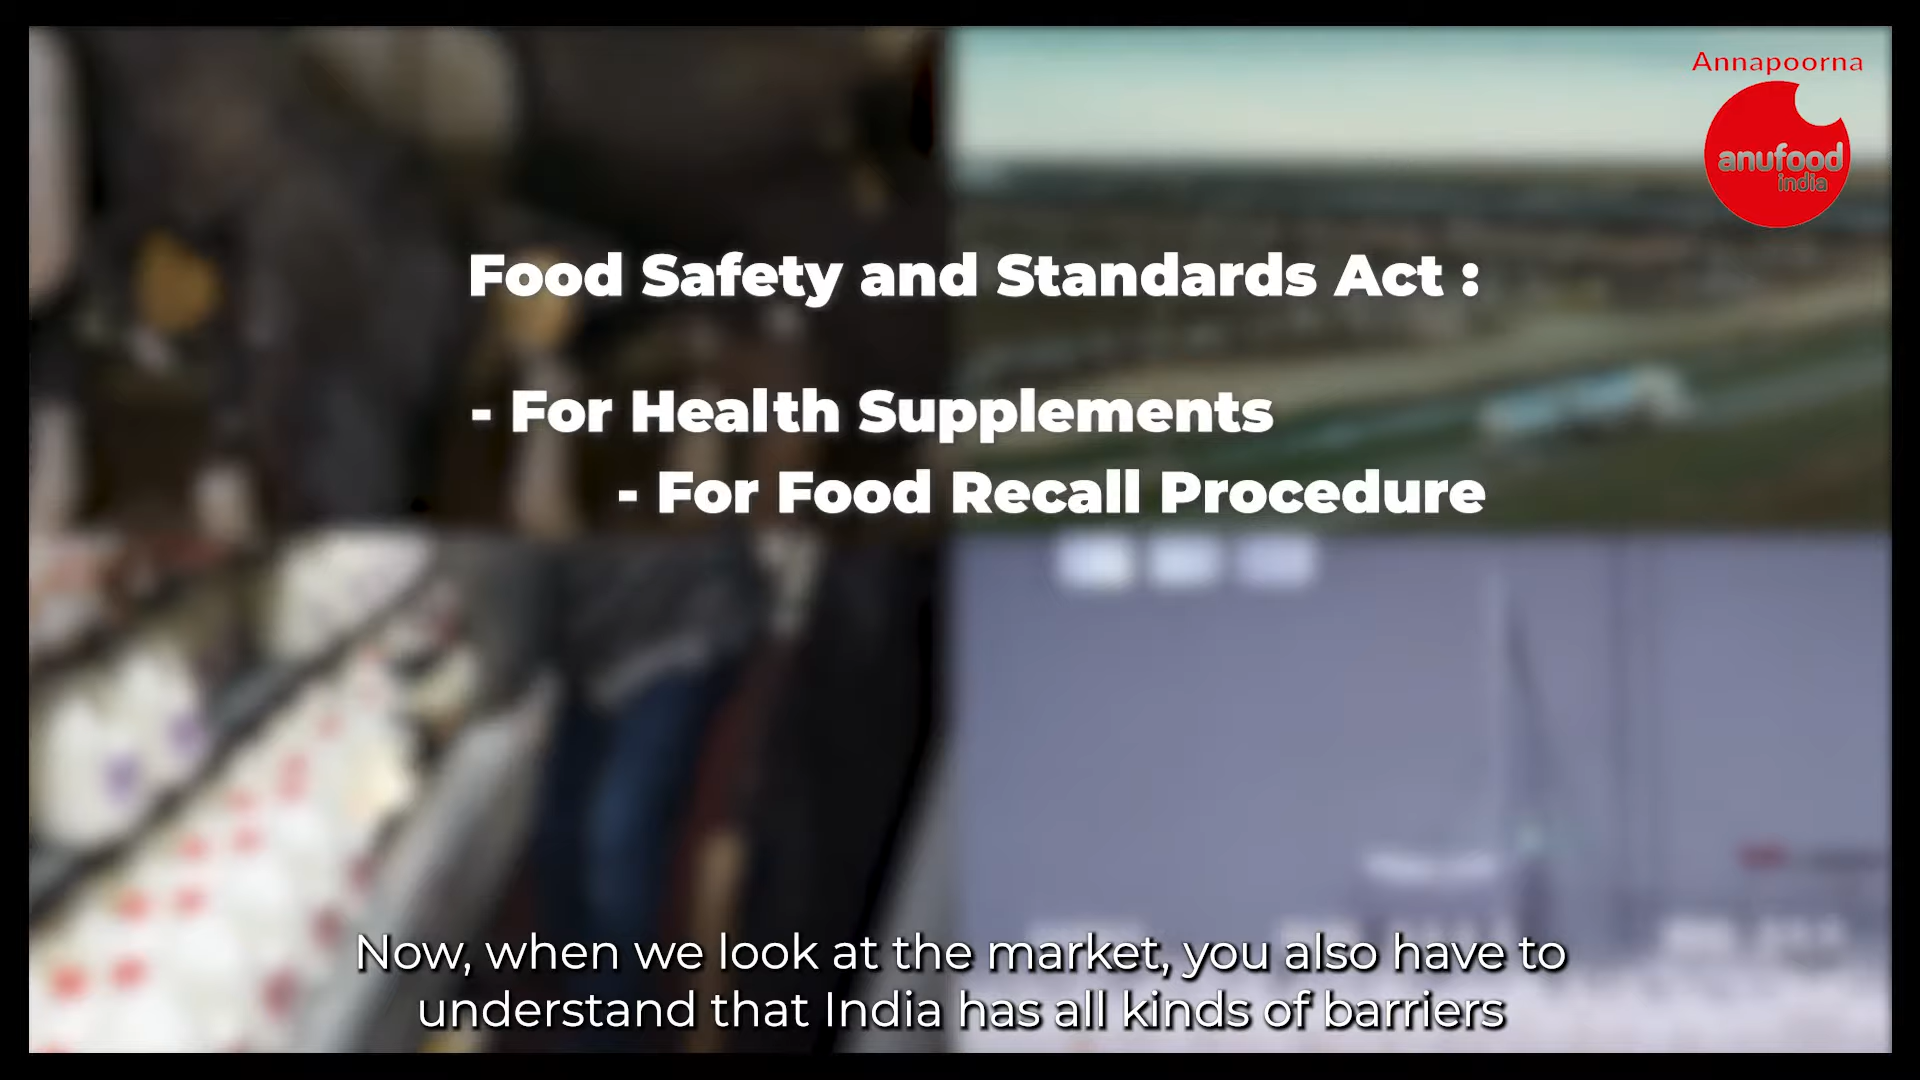 Annapoorna
anufood
india
Food Safety and Standards Act :
- For Health Supplements
- For Food Recall Procedure
Now, when we look at the market, you also have to
understand that India has all kinds of barriers